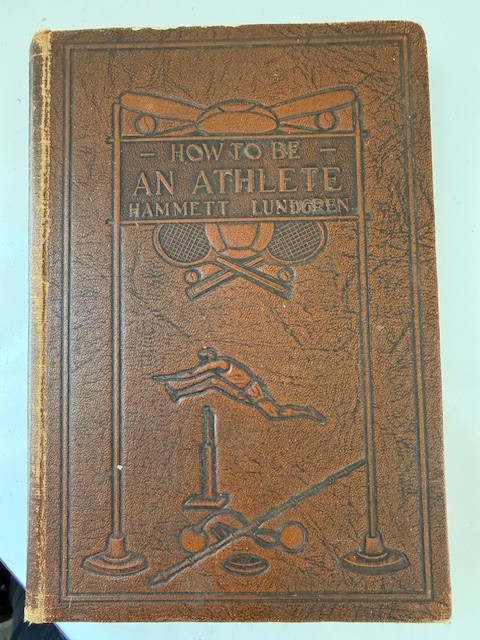 - HOW TO BE -
AN ATHLETE
HAMMETT LUNDGREN